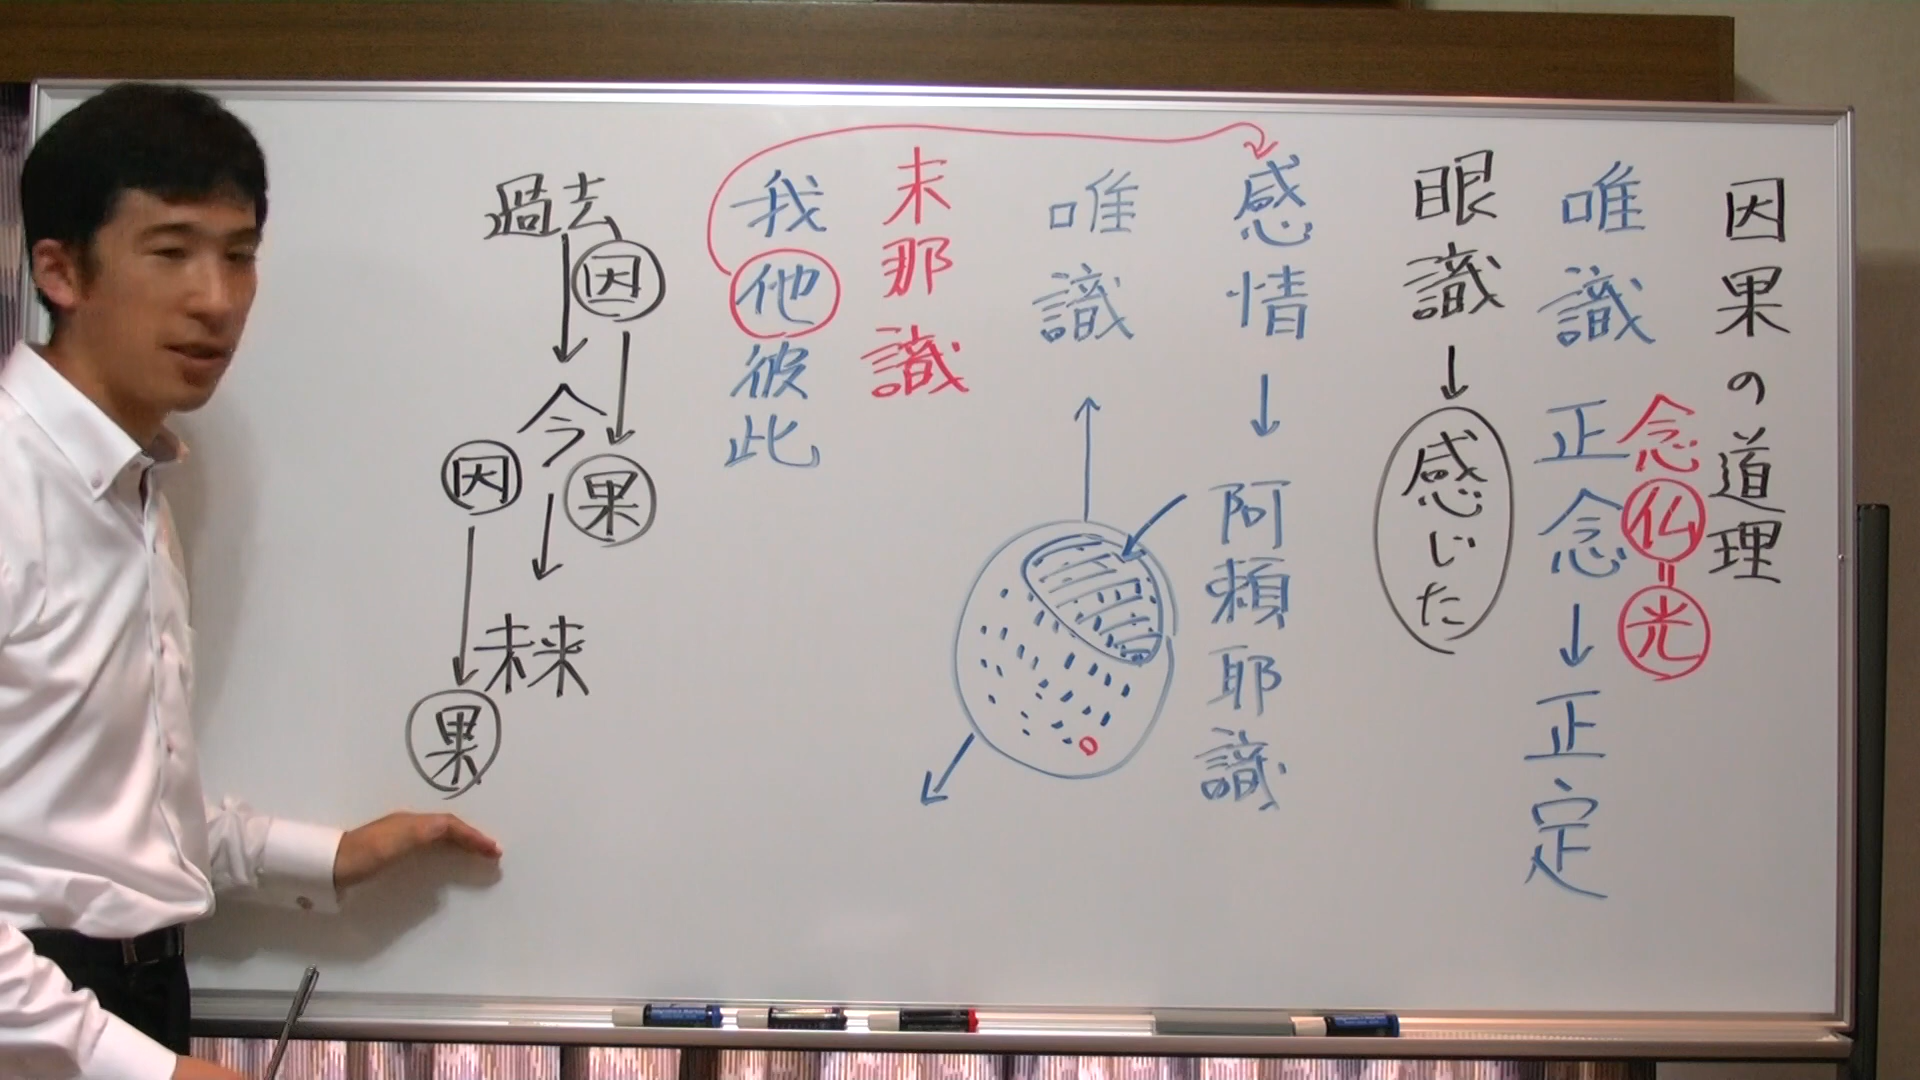 因果の道理
念仏=光
唯識 正念→正定
眼識→感じた
感情→阿頼耶識
唯識
末那識
我他彼此
過去→今→未来
因→果
因→果